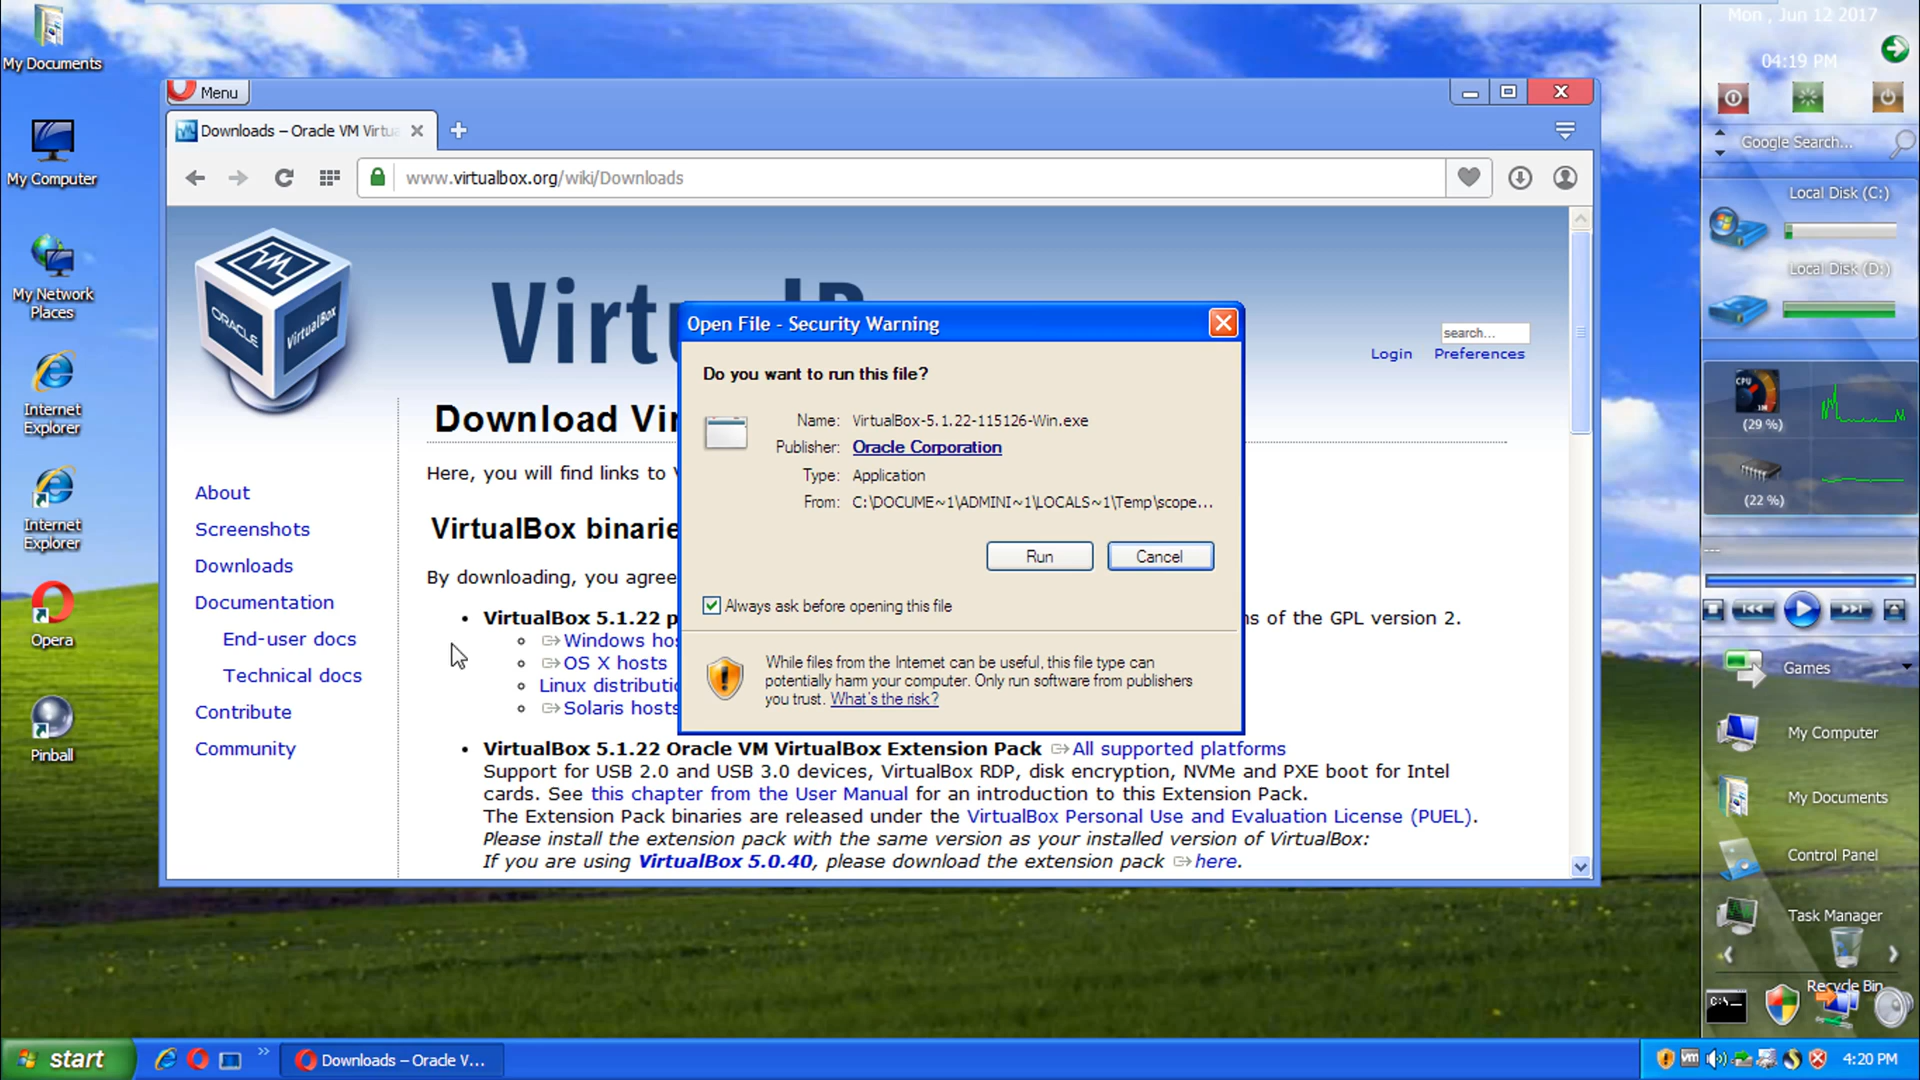 My Documents
My Computer
My Network
Places
Internet
Explorer
Internet
Explorer
Opera
Pinball
Menu
Downloads – Oracle VM Virtua
www.virtualbox.org/wiki/Downloads
ORACLE
VirtualBox
search...
Login
Preferences
Download Vir
Here, you will find links to V
VirtualBox binarie
By downloading, you agree
About
Screenshots
Downloads
Documentation
End-user docs
Technical docs
Contribute
Community
• VirtualBox 5.1.22 p
ns of the GPL version 2.
Windows hos
OS X hosts
Linux distributio
Solaris hosts
• VirtualBox 5.1.22 Oracle VM VirtualBox Extension Pack All supported platforms
Support for USB 2.0 and USB 3.0 devices, VirtualBox RDP, disk encryption, NVMe and PXE boot for Intel
cards. See this chapter from the User Manual for an introduction to this Extension Pack.
The Extension Pack binaries are released under the VirtualBox Personal Use and Evaluation License (PUEL).
Please install the extension pack with the same version as your installed version of VirtualBox:
If you are using VirtualBox 5.0.40, please download the extension pack here.
Open File - Security Warning
Do you want to run this file?
Name: VirtualBox-5.1.22-115126-Win.exe
Publisher: Oracle Corporation
Type: Application
From: C:\DOCUME~1\ADMINI~1\LOCALS~1\Temp\scope...
Run
Cancel
Always ask before opening this file
While files from the Internet can be useful, this file type can
potentially harm your computer. Only run software from publishers
you trust. What's the risk?
Mon , Jun 12 2017
04:19 PM
Google Search...
Local Disk (C:)
Local Disk (D:)
CPU
(29 %)
(22 %)
---
Games
My Computer
My Documents
Control Panel
Task Manager
Recycle Bin
C:\_
start
Downloads – Oracle V...
4:20 PM